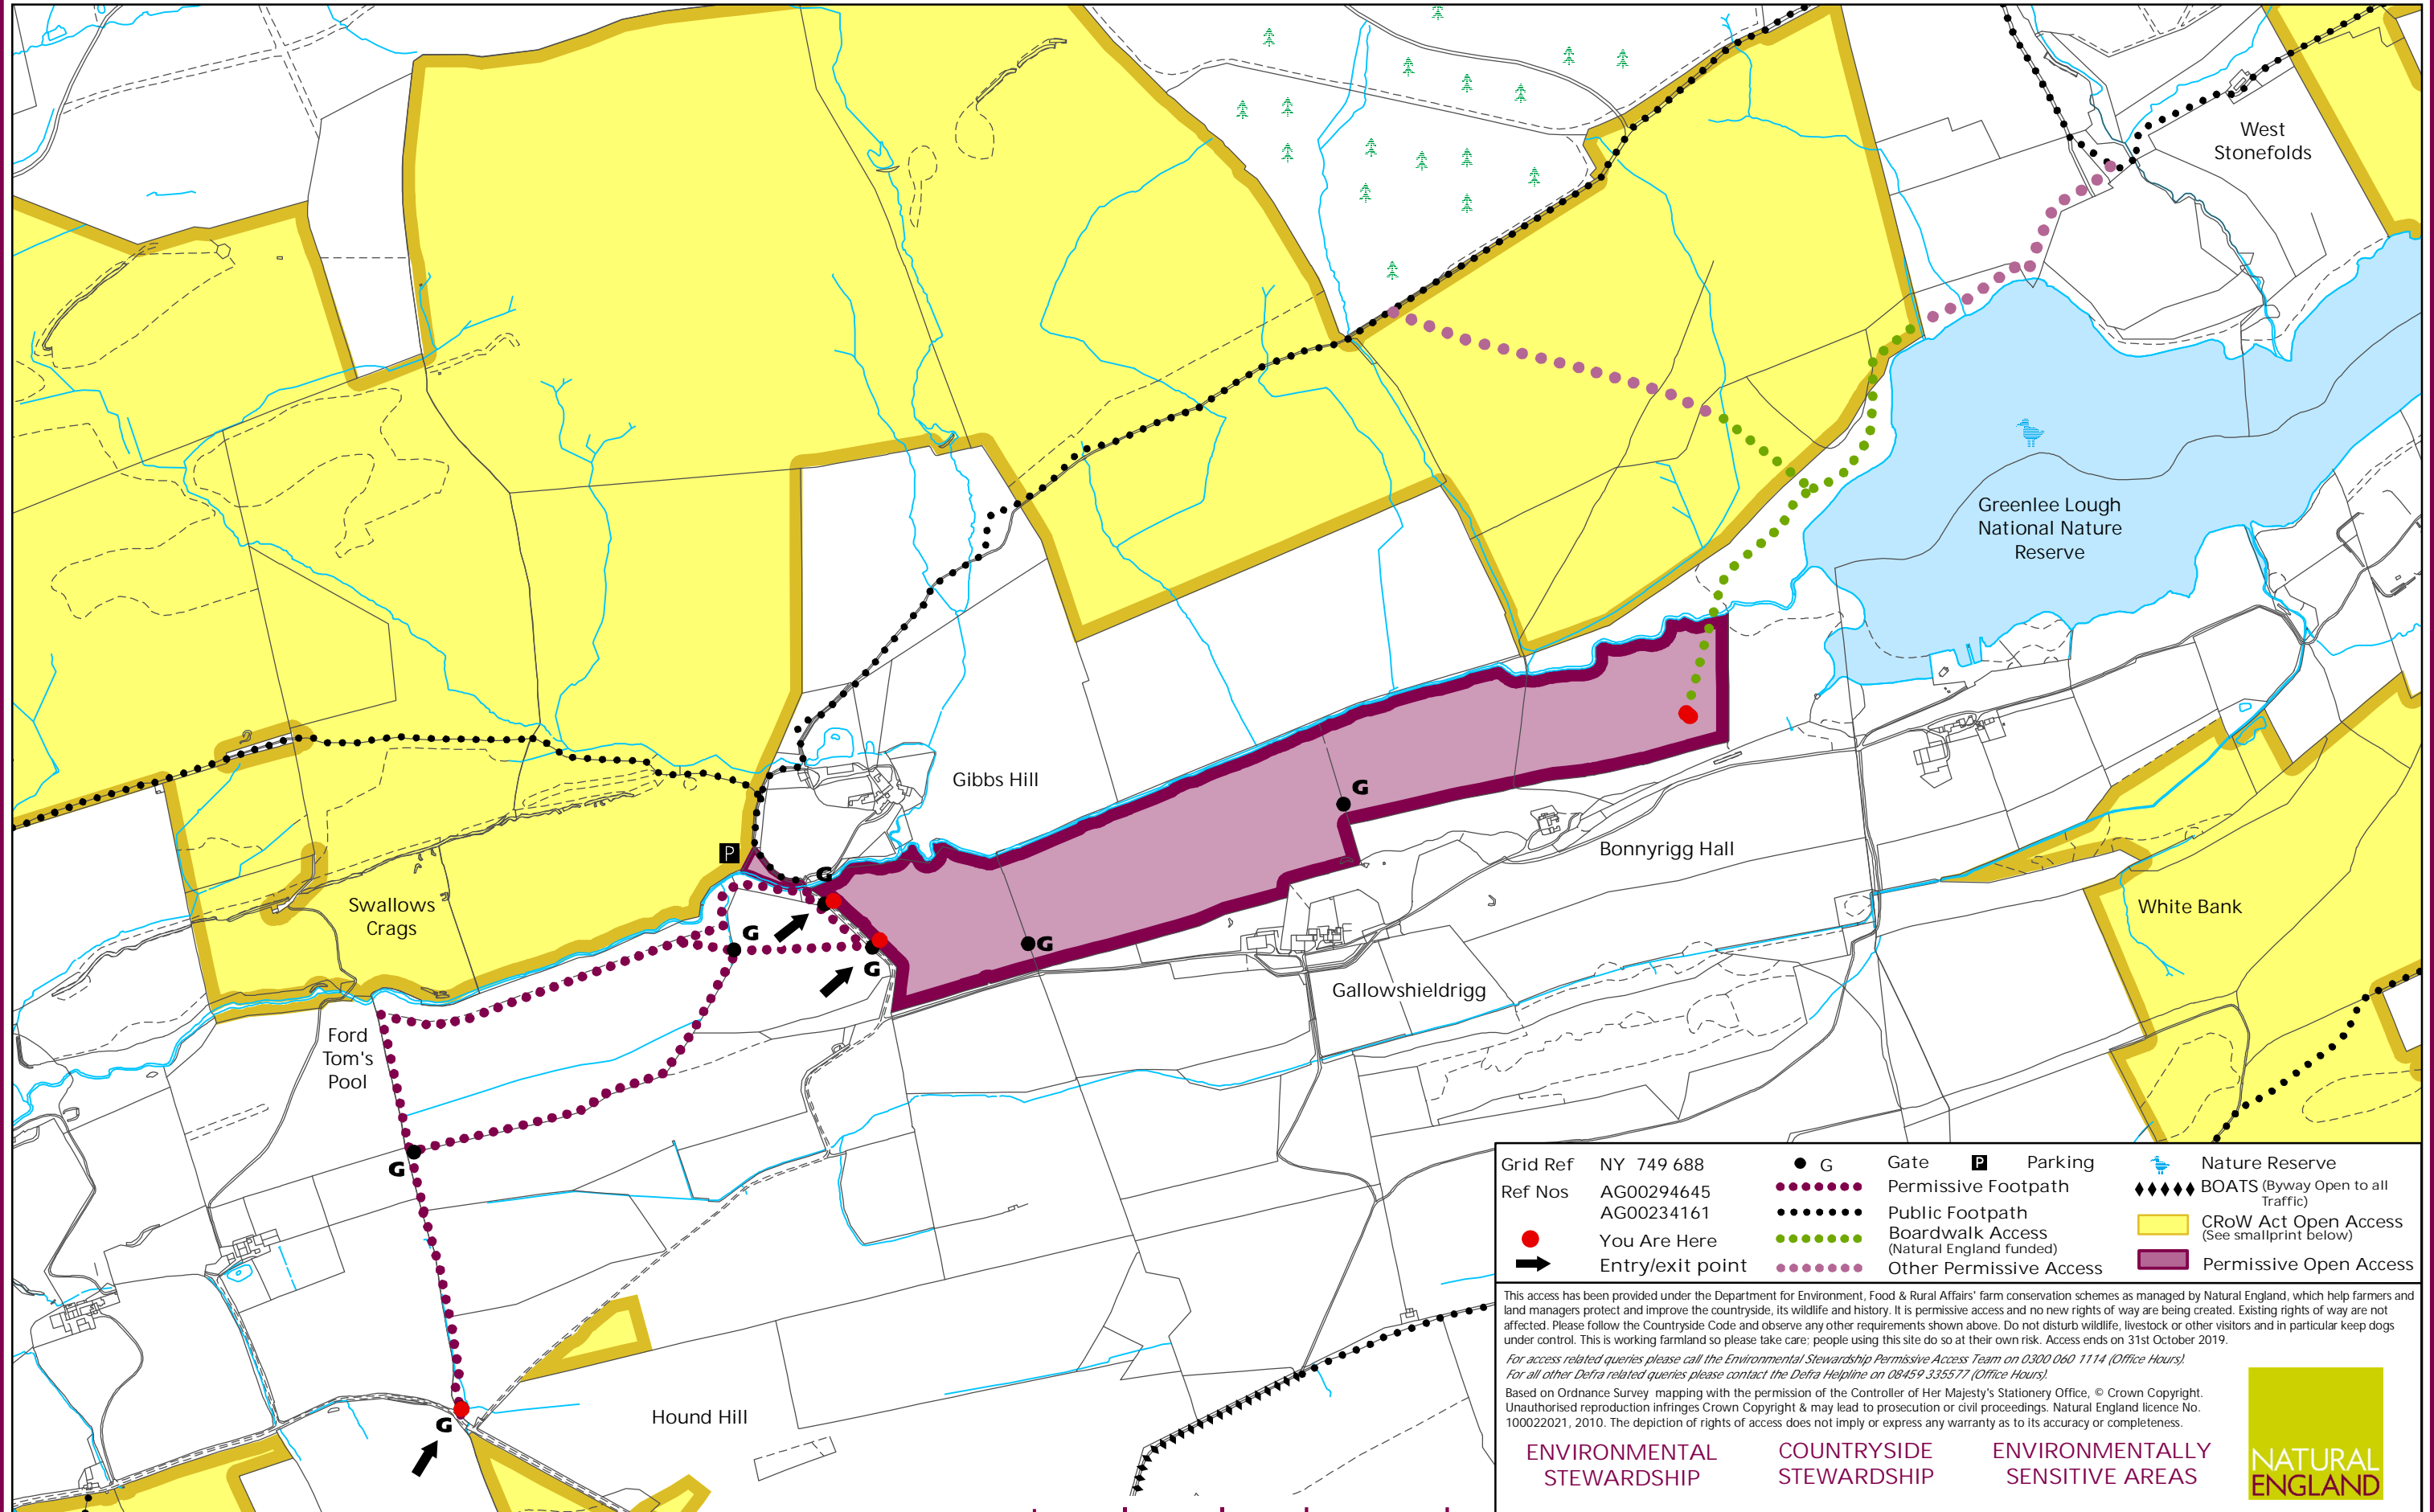 West
Stonefolds
Greenlee Lough
National Nature
Reserve
Gibbs Hill
G
Bonnyrigg Hall
P
G
Swallows
Crags
White Bank
G
G
G
Gallowshieldrigg
Ford
Tom's
Pool
G
Hound Hill
G
Grid Ref NY 749 688
Ref Nos AG00294645
AG00234161
You Are Here
Entry/exit point
G Gate P Parking
Permissive Footpath
Public Footpath
Boardwalk Access
(Natural England funded)
Other Permissive Access
Nature Reserve
BOATS (Byway Open to all
Traffic)
CRoW Act Open Access
(See smallprint below)
Permissive Open Access
This access has been provided under the Department for Environment, Food & Rural Affairs' farm conservation schemes as managed by Natural England, which help farmers and
land managers protect and improve the countryside, its wildlife and history. It is permissive access and no new rights of way are being created. Existing rights of way are not
affected. Please follow the Countryside Code and observe any other requirements shown above. Do not disturb wildlife, livestock or other visitors and in particular keep dogs
under control. This is working farmland so please take care; people using this site do so at their own risk. Access ends on 31st October 2019.
For access related queries please call the Environmental Stewardship Permissive Access Team on 0300 060 1114 (Office Hours).
For all other Defra related queries please contact the Defra Helpline on 08459 335577 (Office Hours).
Based on Ordnance Survey mapping with the permission of the Controller of Her Majesty's Stationery Office, © Crown Copyright.
Unauthorised reproduction infringes Crown Copyright & may lead to prosecution or civil proceedings. Natural England licence No.
100022021, 2010. The depiction of rights of access does not imply or express any warranty as to its accuracy or completeness.
ENVIRONMENTAL
STEWARDSHIP
COUNTRYSIDE
STEWARDSHIP
ENVIRONMENTALLY
SENSITIVE AREAS
NATURAL
ENGLAND